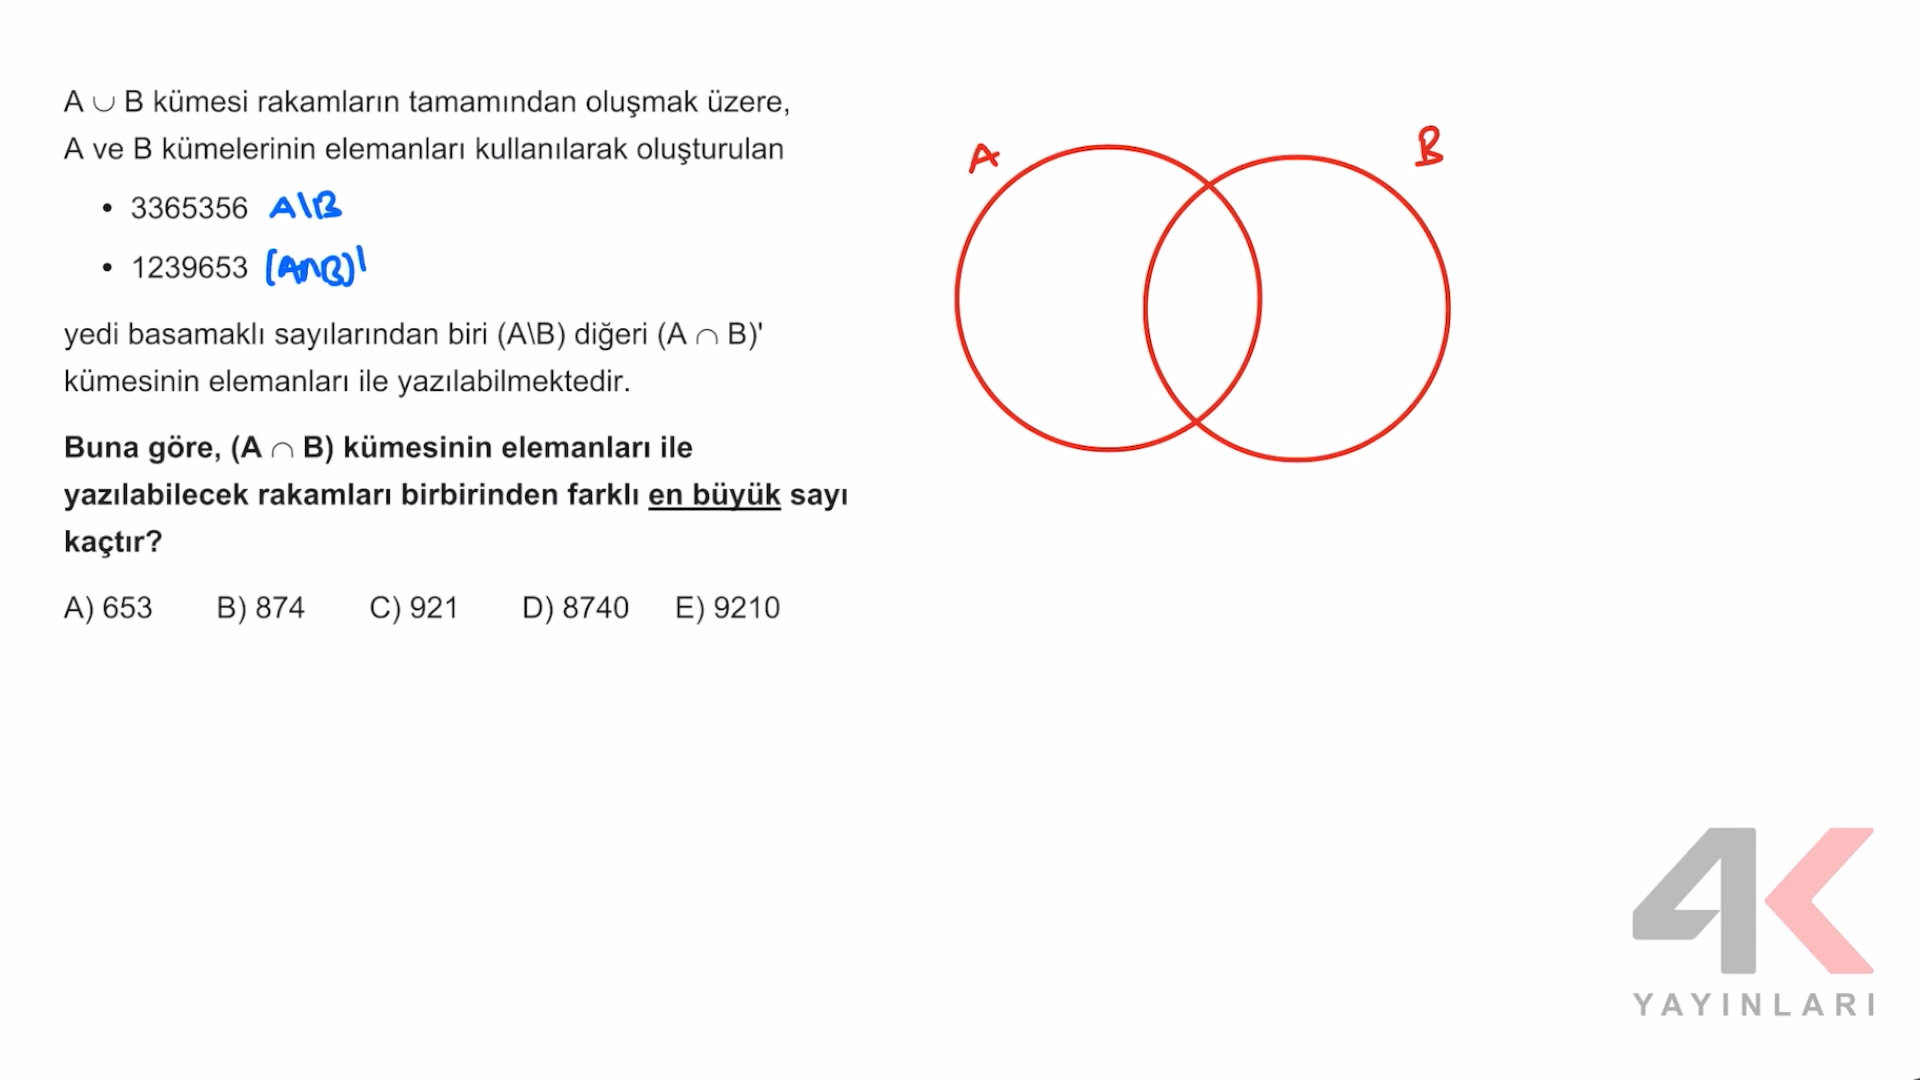 A ∪ B kümesi rakamların tamamından oluşmak üzere,
A ve B kümelerinin elemanları kullanılarak oluşturulan
• 3365356 A\B
• 1239653 (A∩B)'
yedi basamaklı sayılarından biri (A\B) diğeri (A ∩ B)'
kümesinin elemanları ile yazılabilmektedir.
Buna göre, (A ∩ B) kümesinin elemanları ile
yazılabilecek rakamları birbirinden farklı en büyük sayı
kaçtır?
A) 653 B) 874 C) 921 D) 8740 E) 9210
A B
4K
YAYINLARI